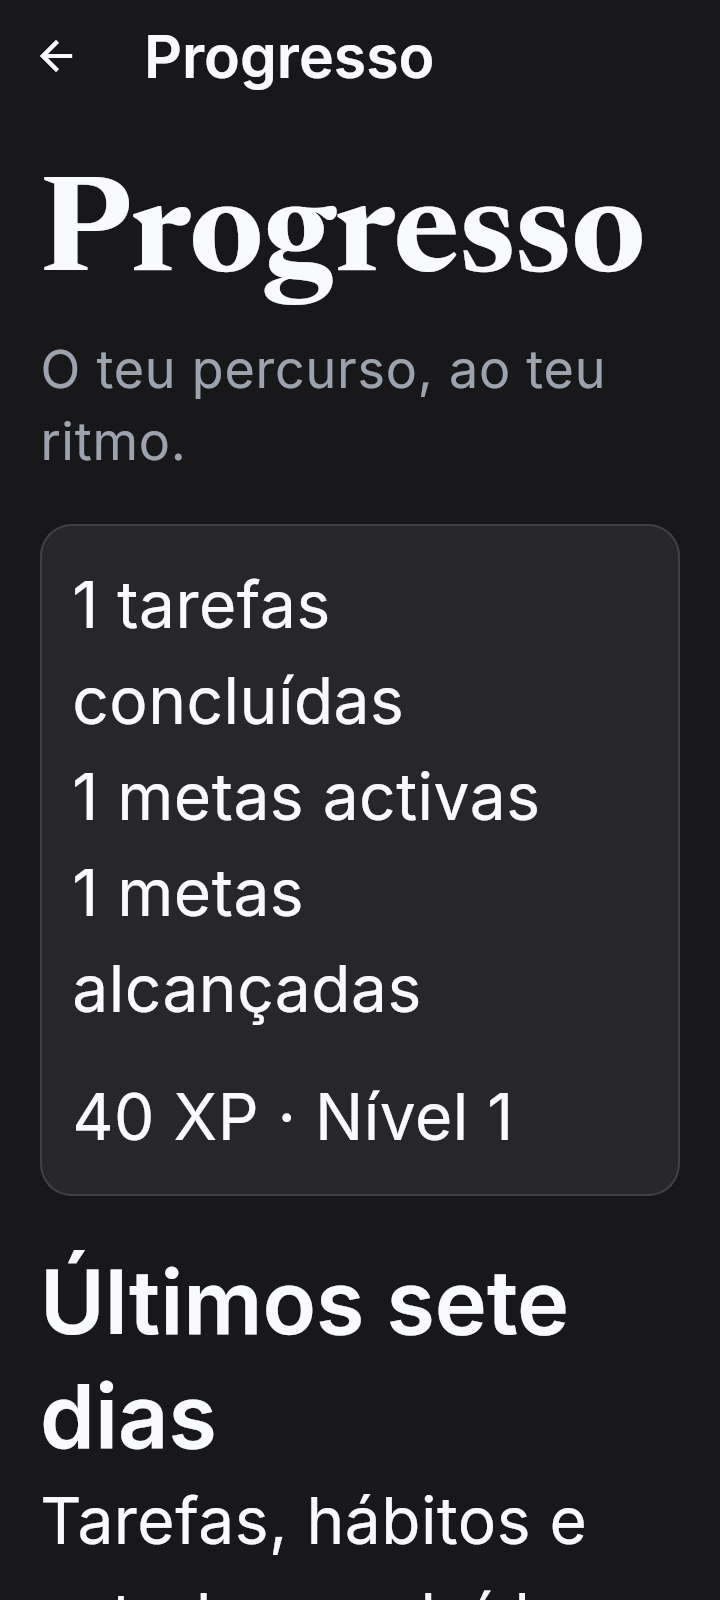 Progresso
Progresso
O teu percurso, ao teu
ritmo.
1 tarefas
concluídas
1 metas activas
1 metas
alcançadas
40 XP · Nível 1
Últimos sete
dias
Tarefas, hábitos e